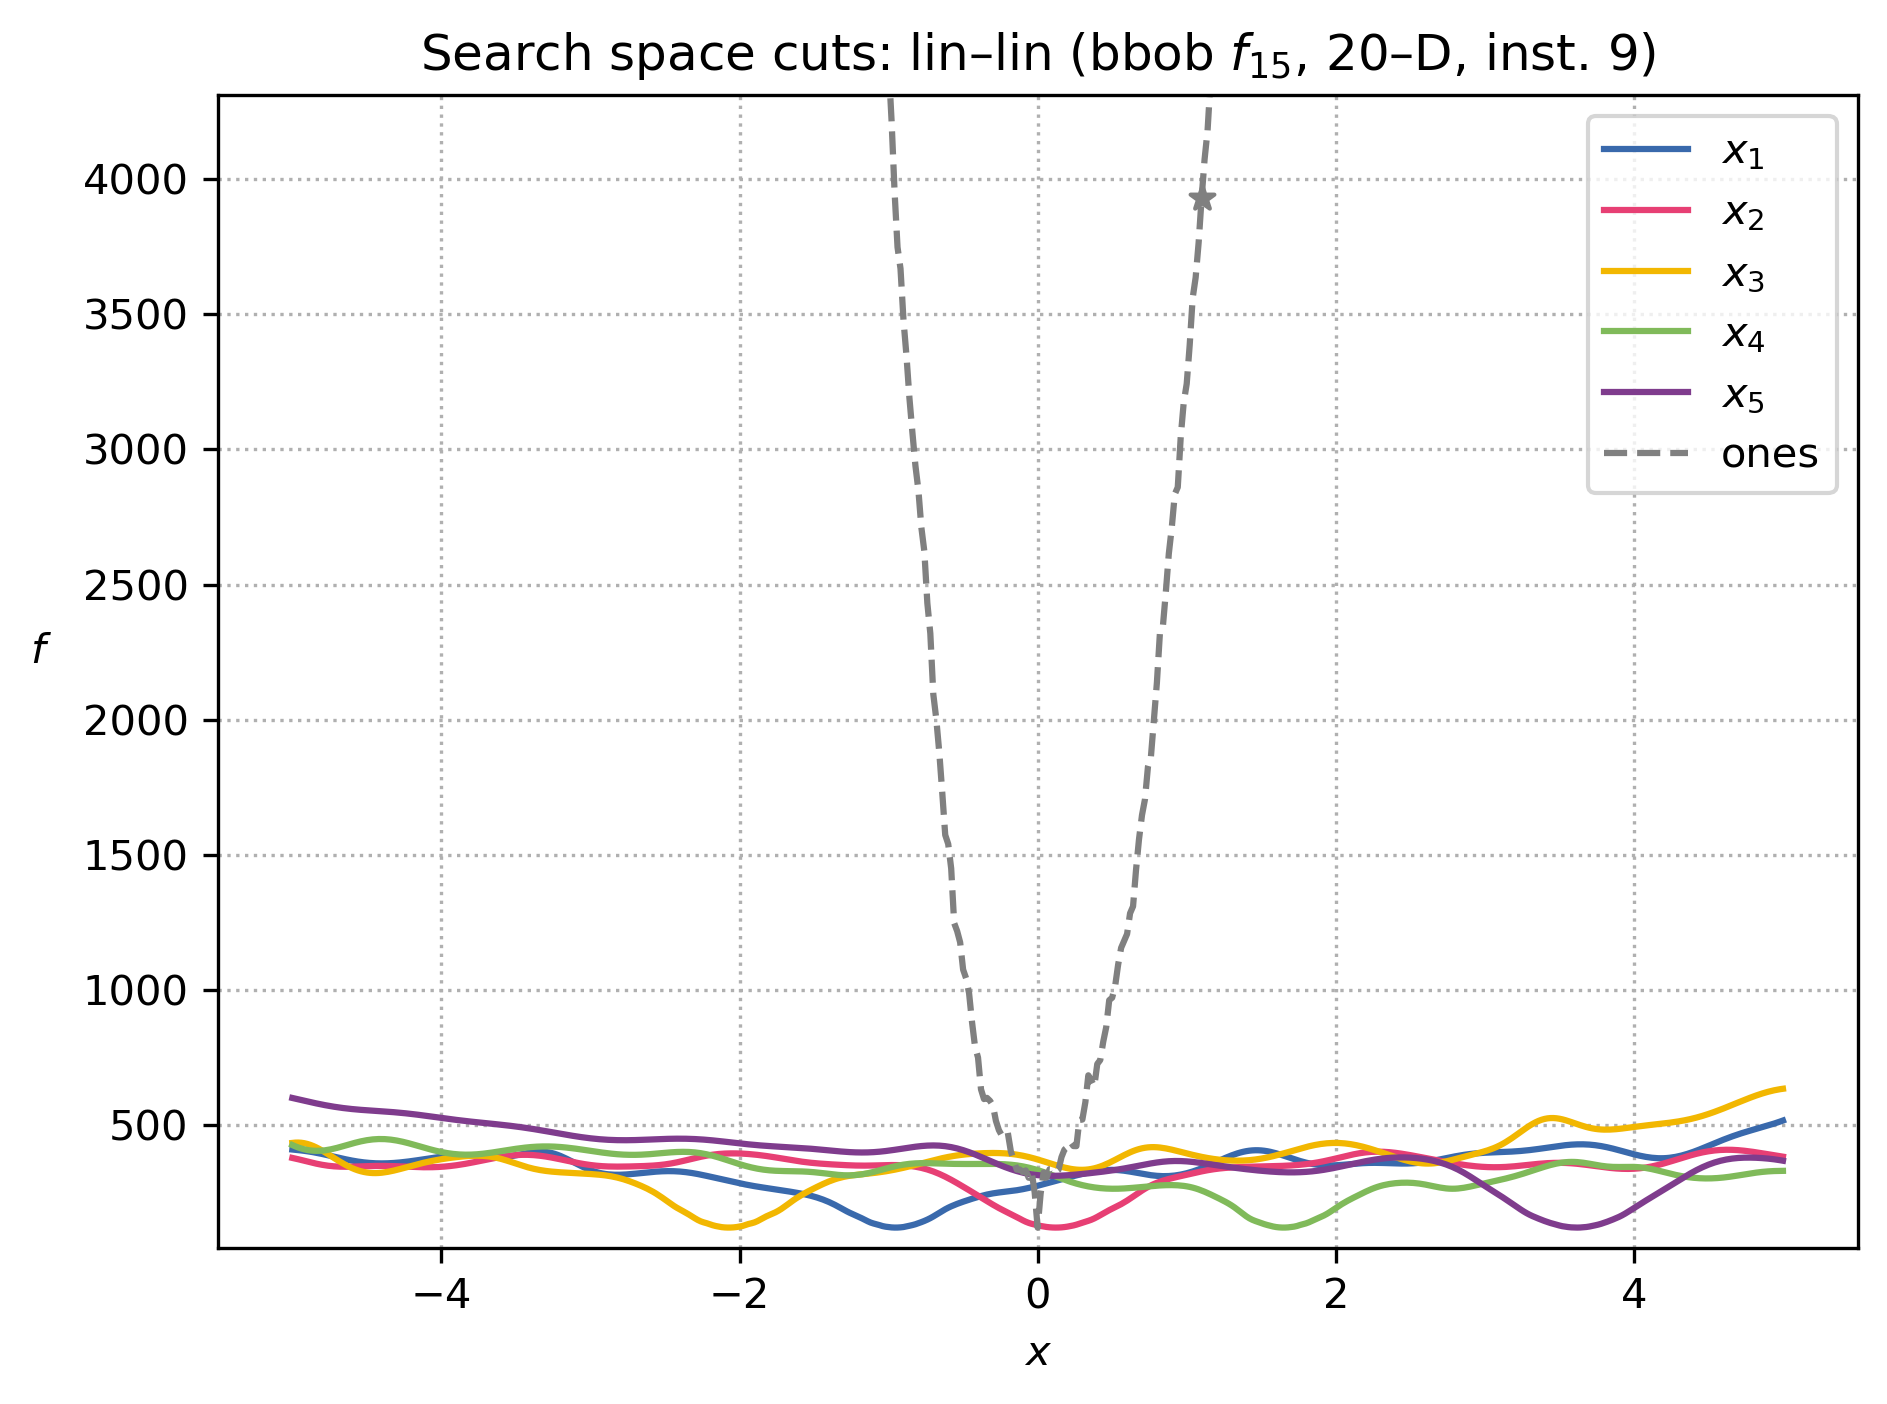 Search space cuts: lin–lin (bbob f15, 20–D, inst. 9)
4000
3500
3000
2500
2000
1500
1000
500
f
−4
−2
0
2
4
x
x1
x2
x3
x4
x5
ones